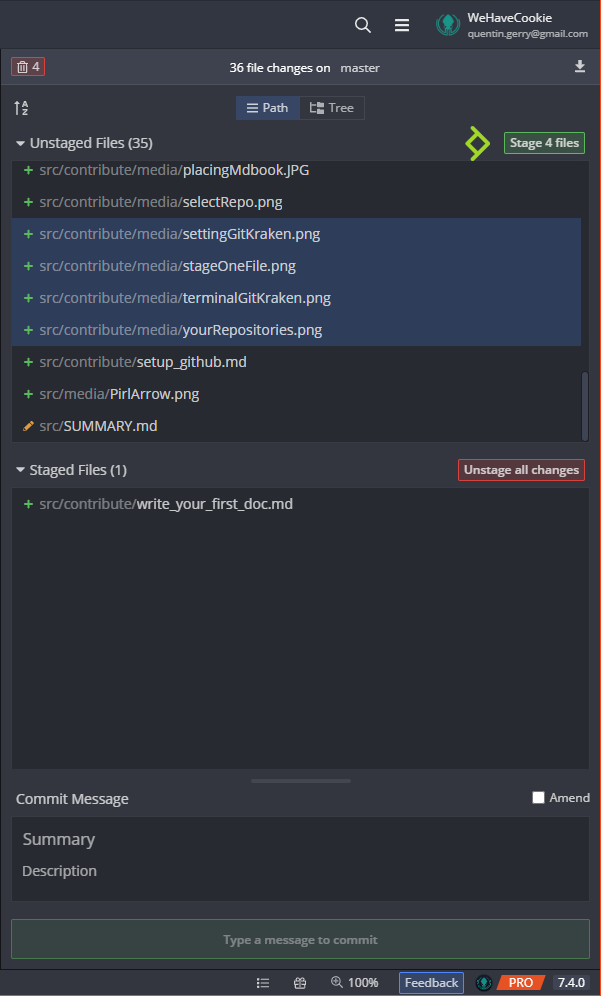 WeHaveCookie
quentin.gerry@gmail.com
4
36 file changes on master
A
Z
Path
Tree
Unstaged Files (35)
Stage 4 files
src/contribute/media/placingMdbook.JPG
src/contribute/media/selectRepo.png
src/contribute/media/settingGitKraken.png
src/contribute/media/stageOneFile.png
src/contribute/media/terminalGitKraken.png
src/contribute/media/yourRepositories.png
src/contribute/setup_github.md
src/media/PirlArrow.png
src/SUMMARY.md
Staged Files (1)
Unstage all changes
src/contribute/write_your_first_doc.md
Commit Message
Amend
Summary
Description
Type a message to commit
100%
Feedback
PRO
7.4.0